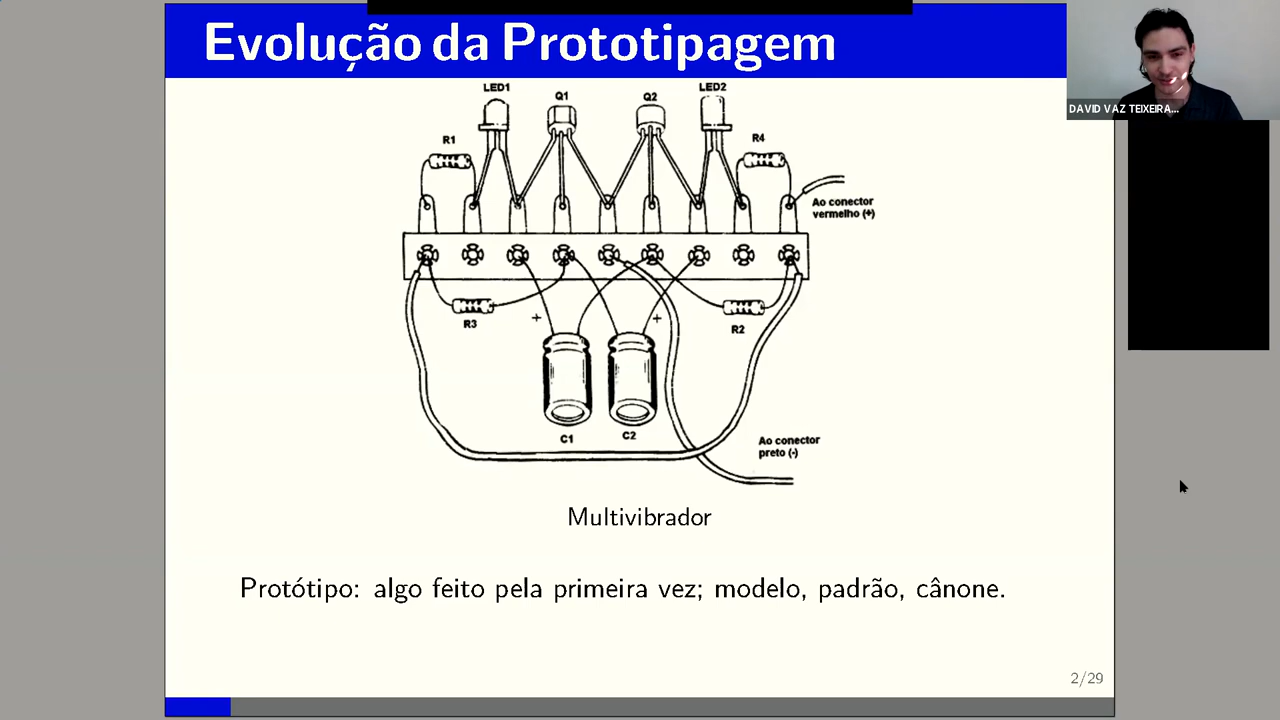 Evolução da Prototipagem
DAVID VAZ TEIXEIRA...
LED1
Q1
Q2
LED2
R1
R4
Ao conector
vermelho (+)
R3
+
+
R2
C1
C2
Ao conector
preto (-)
Multivibrador
Protótipo: algo feito pela primeira vez; modelo, padrão, cânone.
2/29